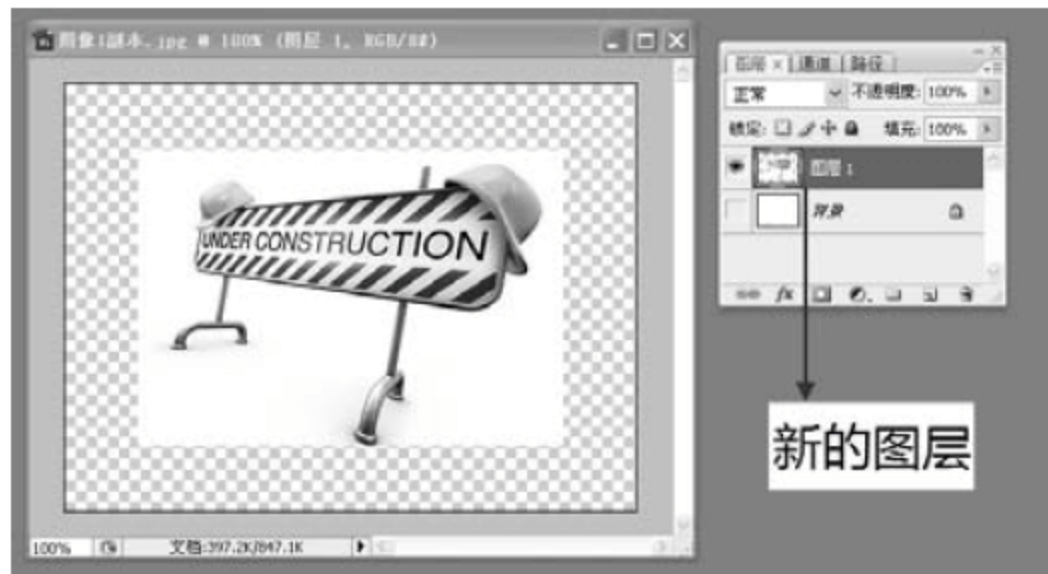 图像1副本.jpg @ 100% (图层 1, RGB/8#)
UNDER CONSTRUCTION
100%
文档:397.2K/847.1K
图层 × 通道 路径
正常
不透明度: 100%
锁定:
填充: 100%
图层 1
背景
fx
新的图层